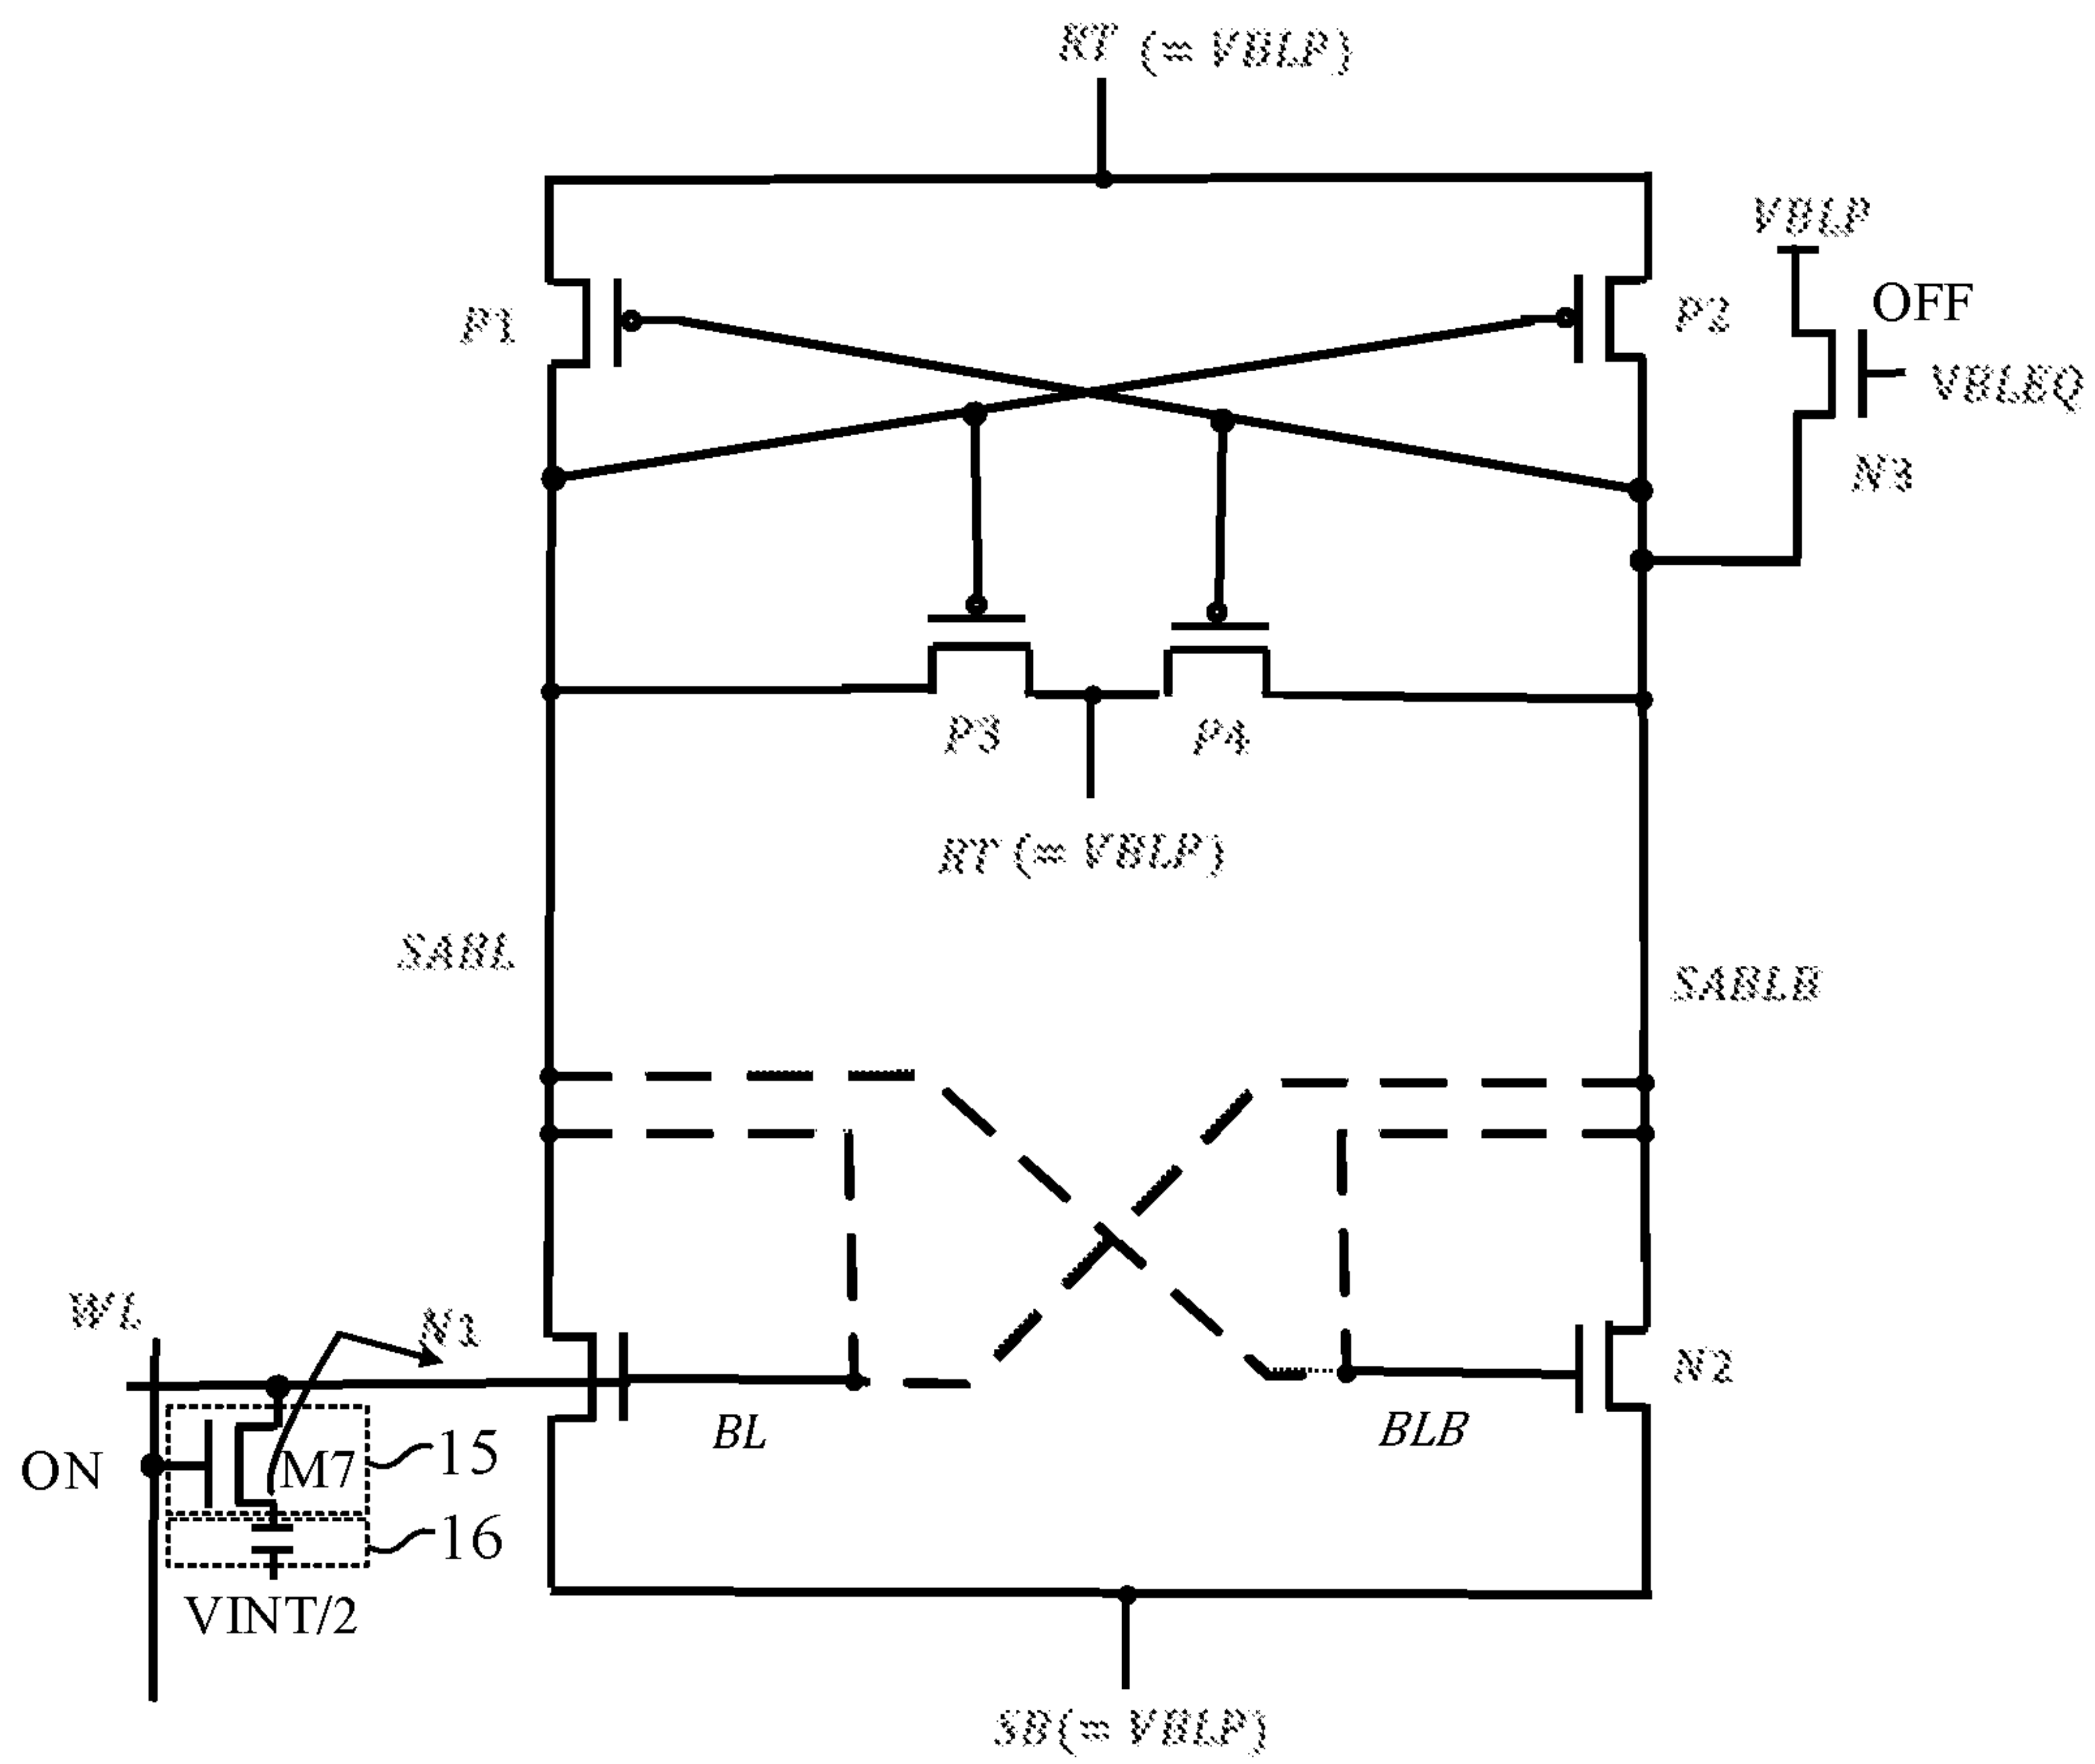 RT (= VBLP)
VBLP
P1
P2
OFF
VBLEQ
N3
P3
P4
RT (= VBLP)
SABL
SABLB
WL
N1
N2
BL
BLB
ON
M7
15
16
VINT/2
SB(= VBLP)